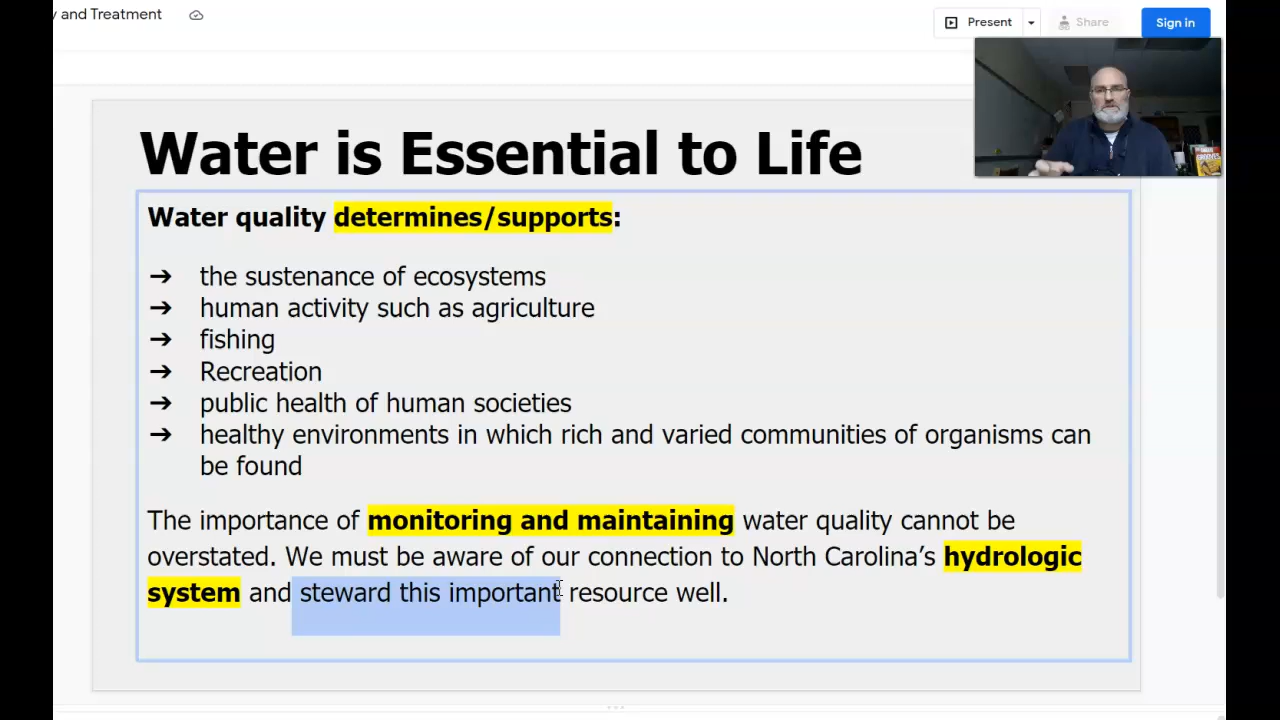 y and Treatment
Present
Share
Sign in
Water is Essential to Life
Water quality determines/supports:
➔ the sustenance of ecosystems
➔ human activity such as agriculture
➔ fishing
➔ Recreation
➔ public health of human societies
➔ healthy environments in which rich and varied communities of organisms can
be found
The importance of monitoring and maintaining water quality cannot be
overstated. We must be aware of our connection to North Carolina’s hydrologic
system and steward this important resource well.